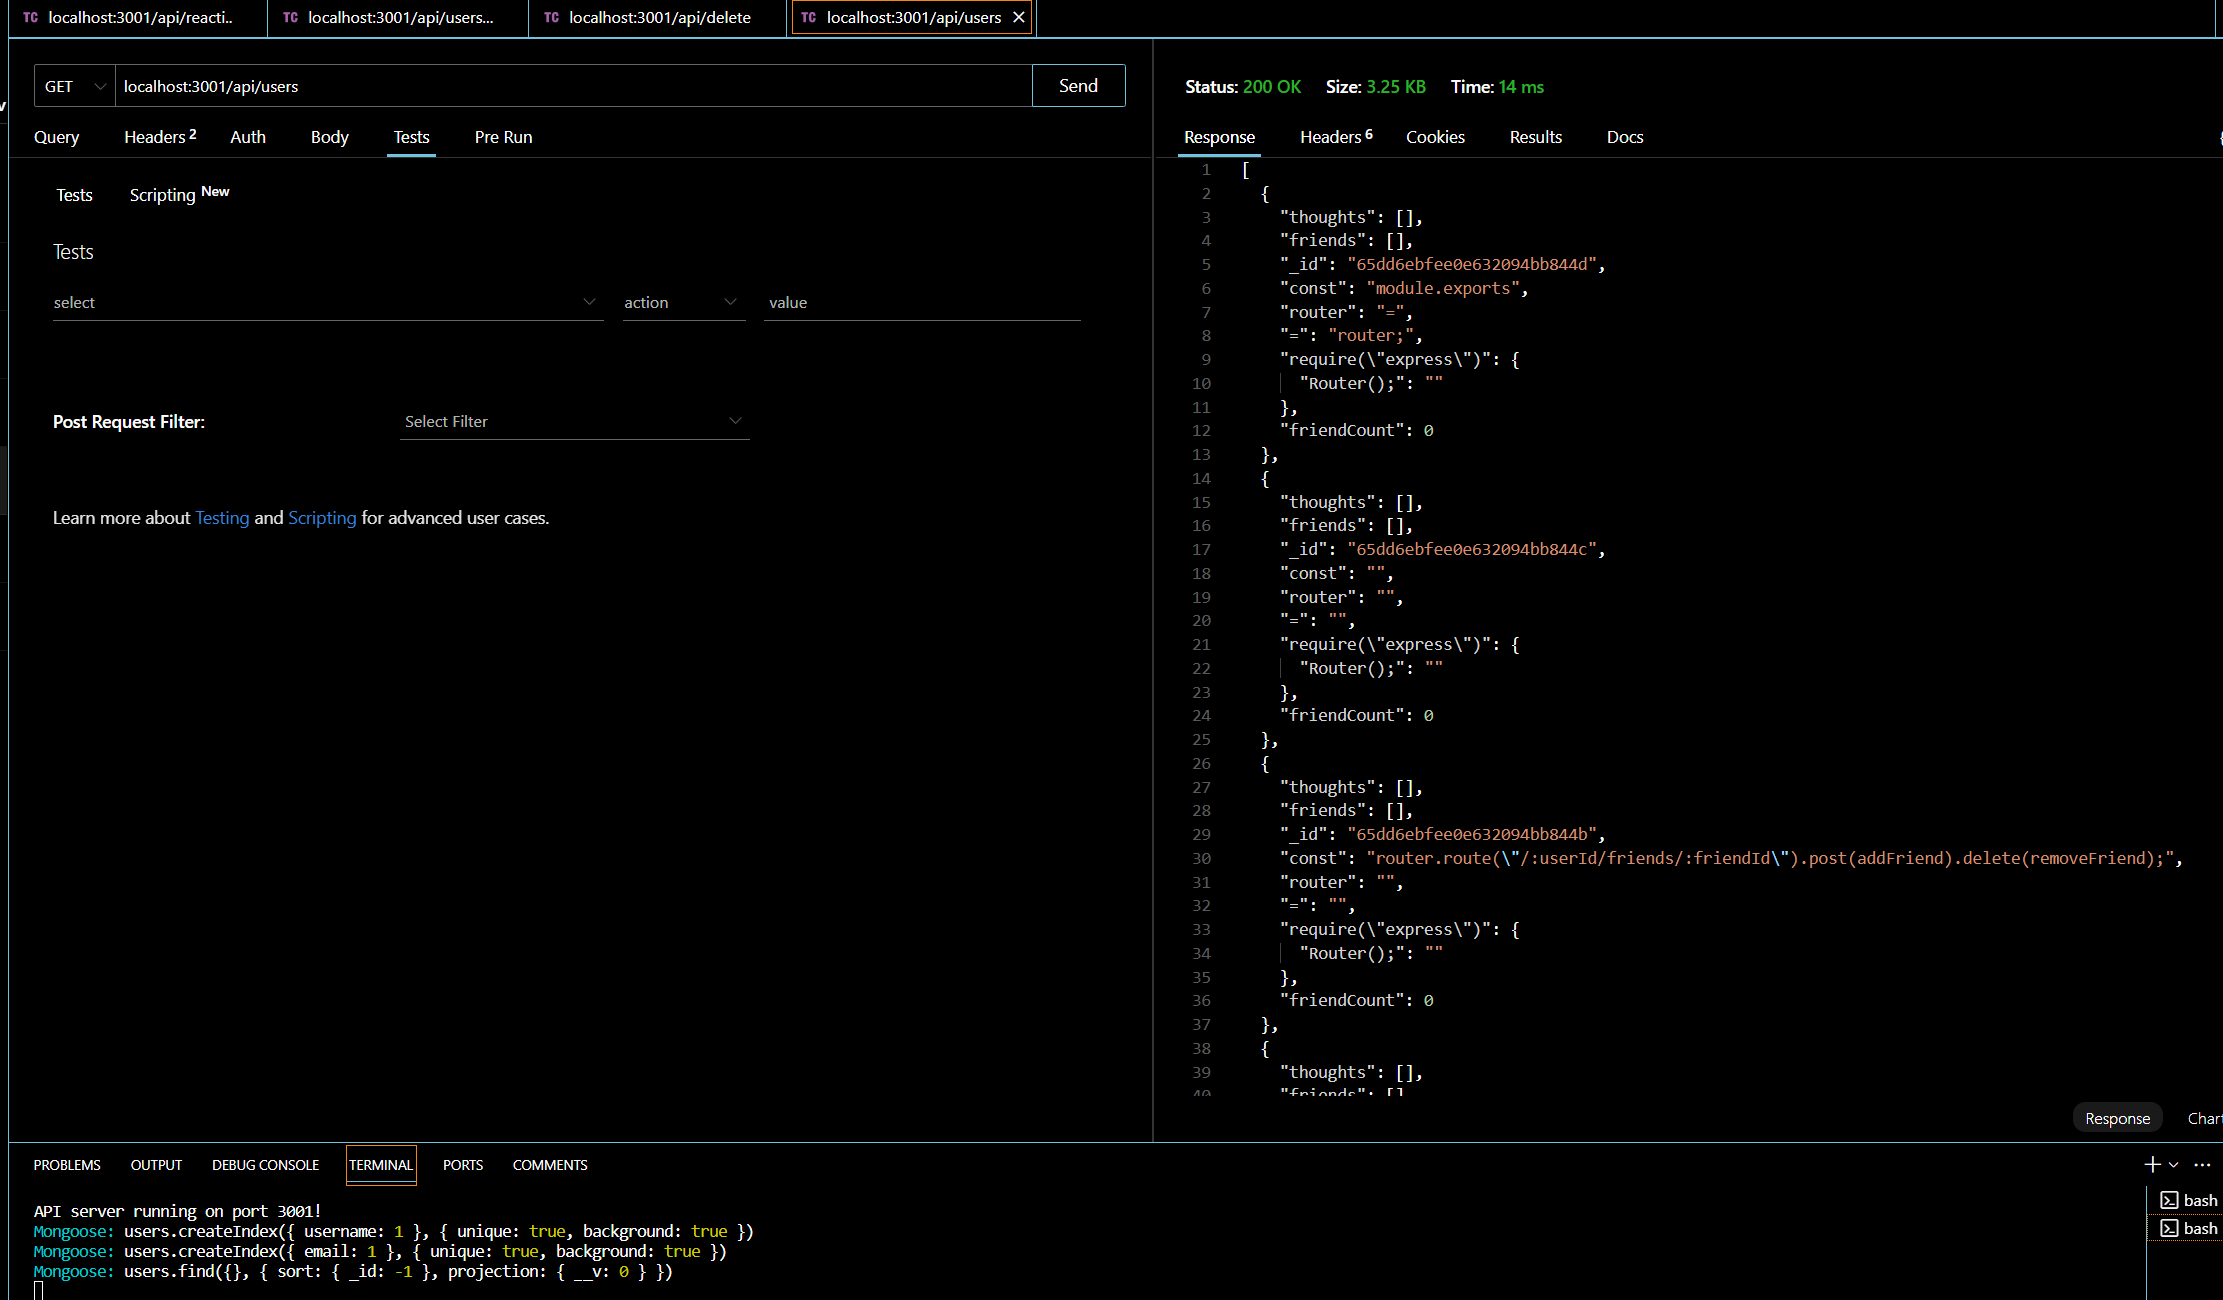 TC localhost:3001/api/reacti..
TC localhost:3001/api/users...
TC localhost:3001/api/delete
TC localhost:3001/api/users
GET localhost:3001/api/users Send
Query Headers 2 Auth Body Tests Pre Run
Tests Scripting New
Tests
select action value
Post Request Filter: Select Filter
Learn more about Testing and Scripting for advanced user cases.
Status: 200 OK Size: 3.25 KB Time: 14 ms
Response Headers 6 Cookies Results Docs
1 [
2 {
3 "thoughts": [],
4 "friends": [],
5 "_id": "65dd6ebfee0e632094bb844d",
6 "const": "module.exports",
7 "router": "=",
8 "=": "router;",
9 "require(\"express\")": {
10 "Router();": ""
11 },
12 "friendCount": 0
13 },
14 {
15 "thoughts": [],
16 "friends": [],
17 "_id": "65dd6ebfee0e632094bb844c",
18 "const": "",
19 "router": "",
20 "=": "",
21 "require(\"express\")": {
22 "Router();": ""
23 },
24 "friendCount": 0
25 },
26 {
27 "thoughts": [],
28 "friends": [],
29 "_id": "65dd6ebfee0e632094bb844b",
30 "const": "router.route(\"/:userId/friends/:friendId\").post(addFriend).delete(removeFriend);",
31 "router": "",
32 "=": "",
33 "require(\"express\")": {
34 "Router();": ""
35 },
36 "friendCount": 0
37 },
38 {
39 "thoughts": [],
40 "friends": []
Response Chart
PROBLEMS OUTPUT DEBUG CONSOLE TERMINAL PORTS COMMENTS
API server running on port 3001!
Mongoose: users.createIndex({ username: 1 }, { unique: true, background: true })
Mongoose: users.createIndex({ email: 1 }, { unique: true, background: true })
Mongoose: users.find({}, { sort: { _id: -1 }, projection: { __v: 0 } })
bash
bash